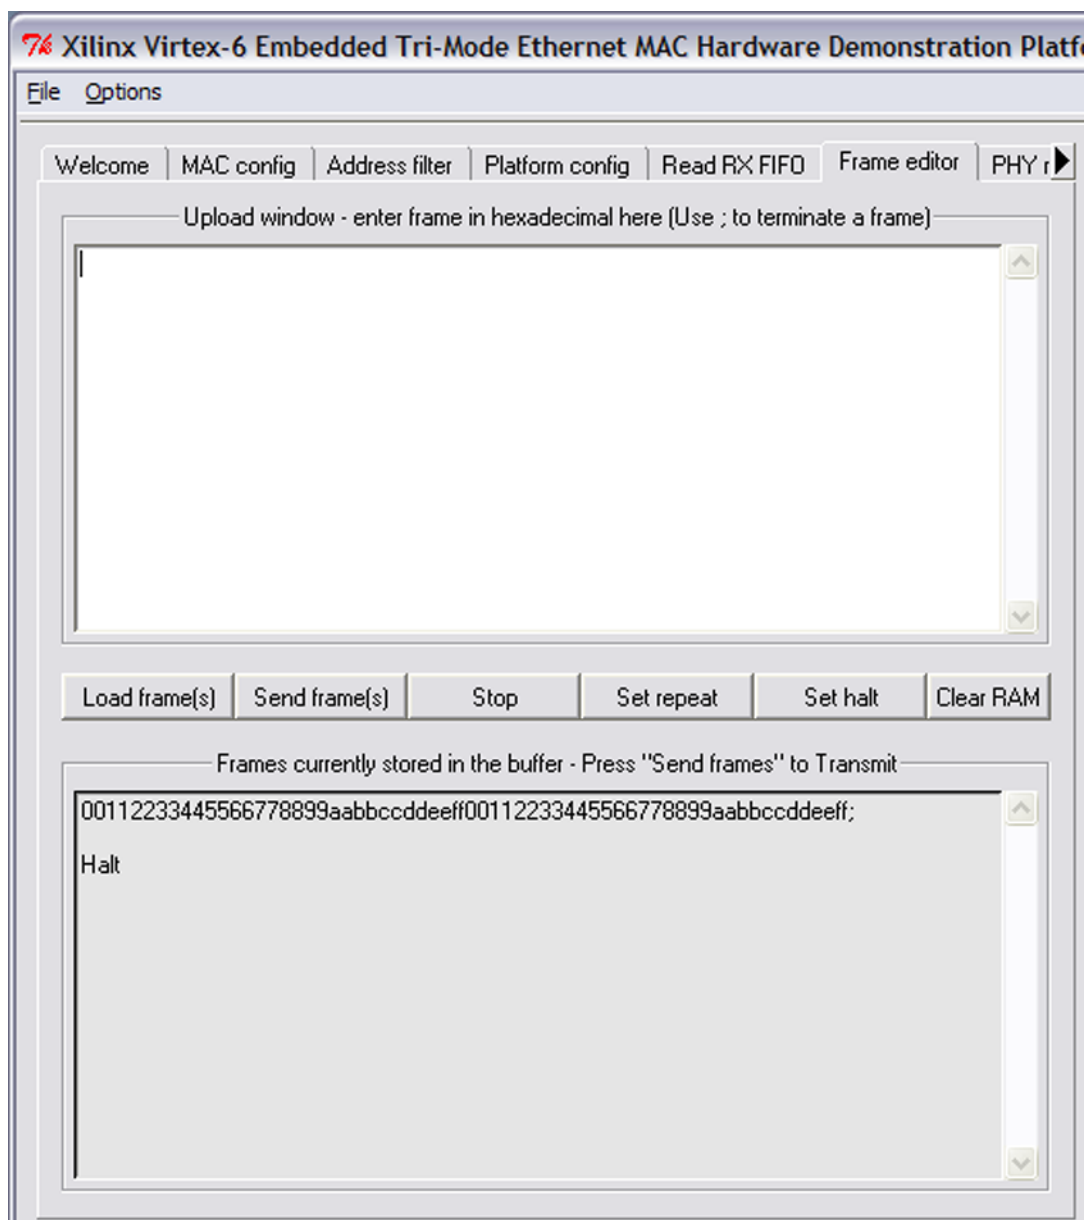 Xilinx Virtex-6 Embedded Tri-Mode Ethernet MAC Hardware Demonstration Platfo
File Options
Welcome MAC config Address filter Platform config Read RX FIFO Frame editor PHY r
Upload window - enter frame in hexadecimal here (Use ; to terminate a frame)
Load frame(s) Send frame(s) Stop Set repeat Set halt Clear RAM
Frames currently stored in the buffer - Press "Send frames" to Transmit
00112233445566778899aabbccddeeff00112233445566778899aabbccddeeff;
Halt